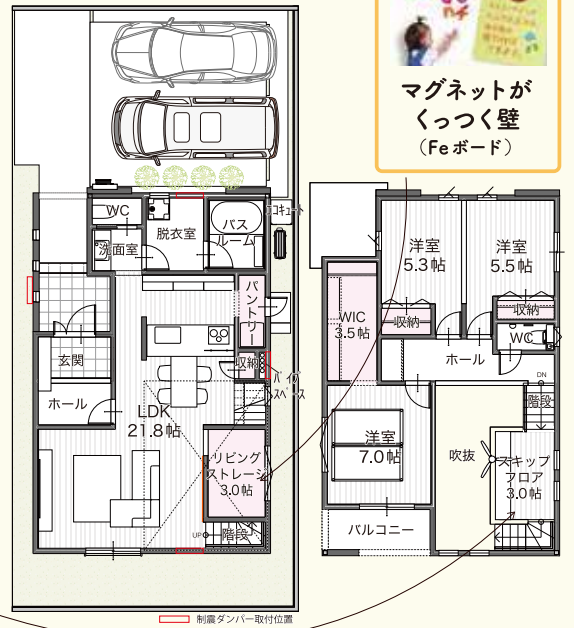 マグネットが
くっつく壁
（Feボード）
WC
洗面室
脱衣室
バス
ルーム
エコキュート
パントリー
玄関
ホール
収納
パイプ
スペース
LDK
21.8帖
リビング
ストレージ
3.0帖
UP
階段
制震ダンパー取付位置
洋室
5.3帖
洋室
5.5帖
収納
収納
WIC
3.5帖
WC
ホール
DN
階段
洋室
7.0帖
吹抜
スキップ
フロア
3.0帖
バルコニー